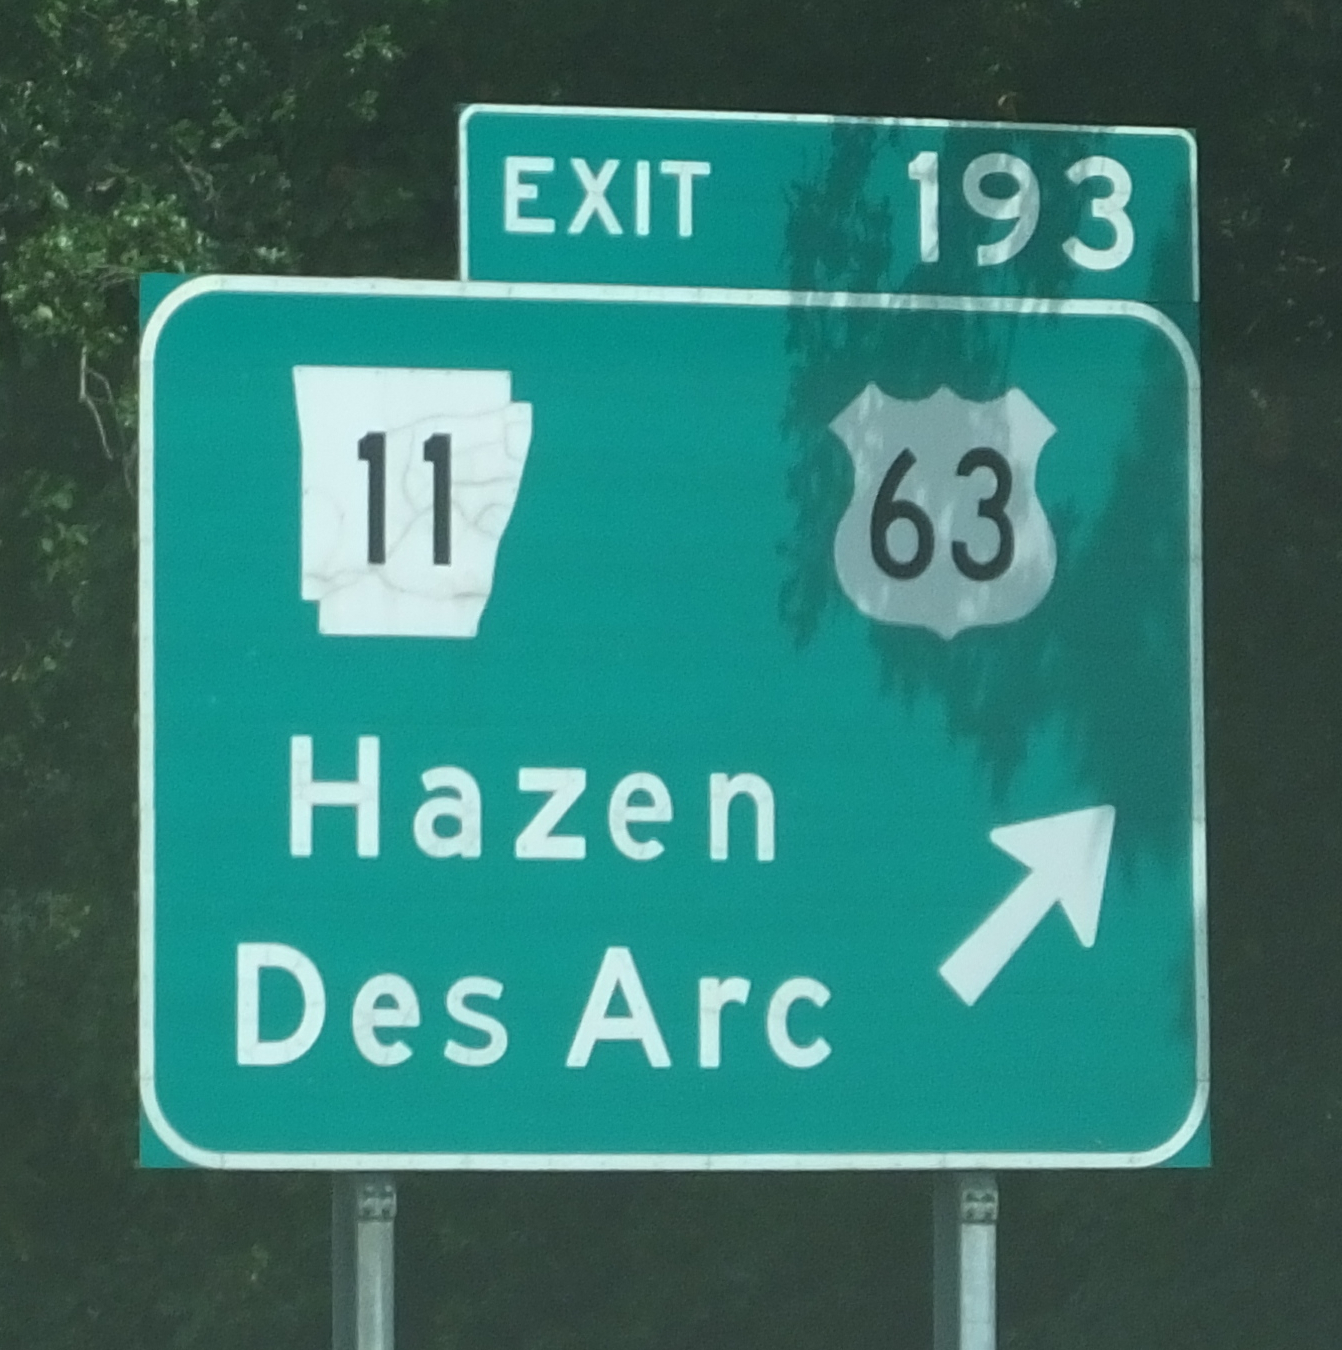 EXIT 193
11 63
Hazen
Des Arc